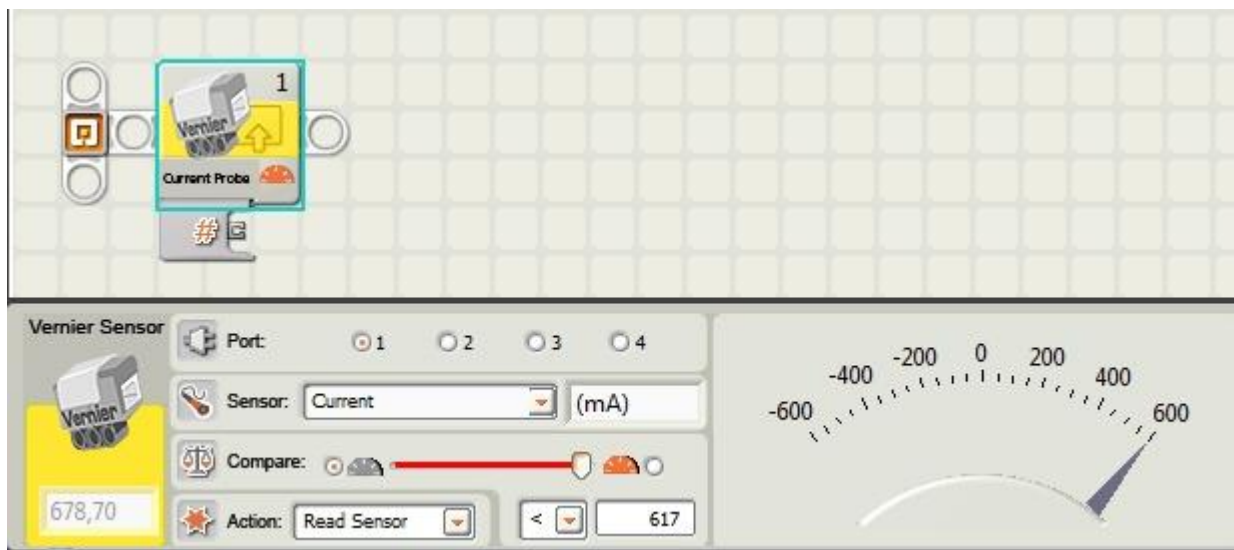 1
Vernier
Current Probe
#
Vernier Sensor
Vernier
678,70
Port: 1 2 3 4
Sensor: Current (mA)
Compare:
Action: Read Sensor < 617
-600 -400 -200 0 200 400 600